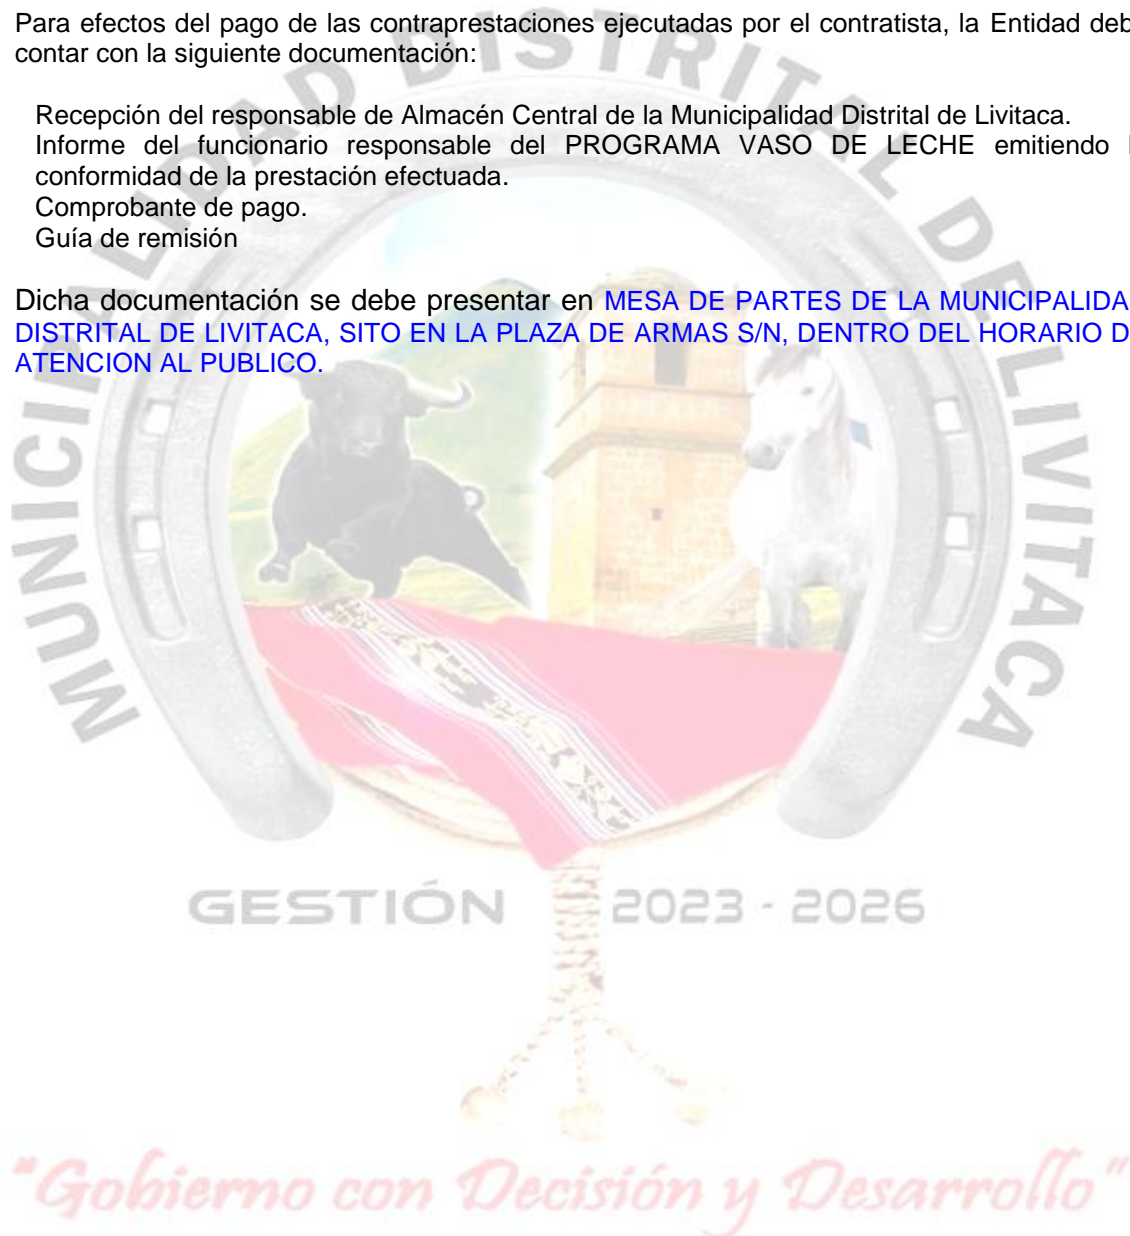 Para efectos del pago de las contraprestaciones ejecutadas por el contratista, la Entidad deb
contar con la siguiente documentación:
Recepción del responsable de Almacén Central de la Municipalidad Distrital de Livitaca.
Informe del funcionario responsable del PROGRAMA VASO DE LECHE emitiendo l
conformidad de la prestación efectuada.
Comprobante de pago.
Guía de remisión
Dicha documentación se debe presentar en MESA DE PARTES DE LA MUNICIPALIDA
DISTRITAL DE LIVITACA, SITO EN LA PLAZA DE ARMAS S/N, DENTRO DEL HORARIO D
ATENCION AL PUBLICO.
MUNICIPALIDAD DISTRITAL DE LIVITACA
GESTIÓN 2023 - 2026
"Gobierno con Decisión y Desarrollo"